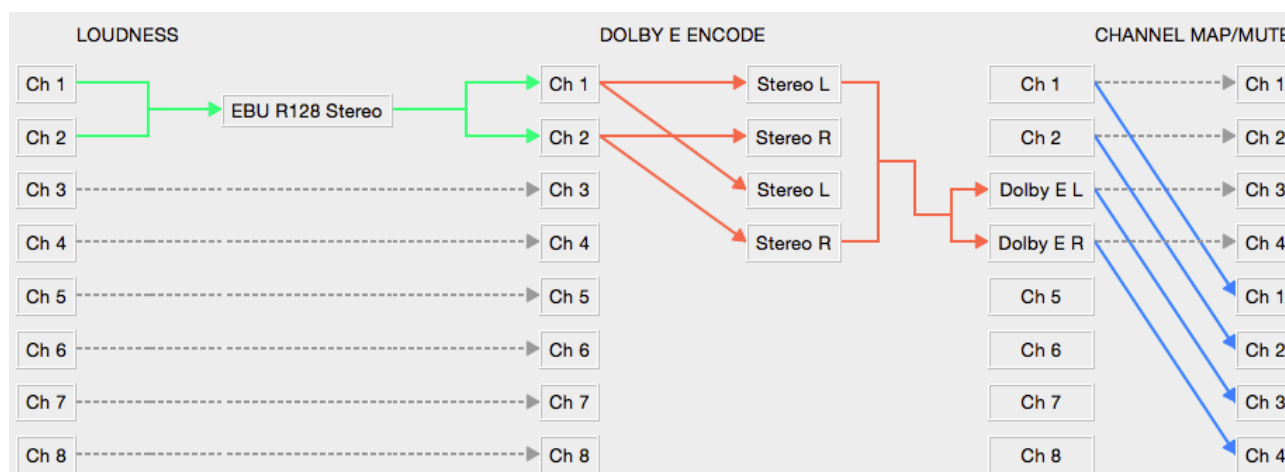 LOUDNESS DOLBY E ENCODE CHANNEL MAP/MUTE
Ch 1 Ch 1 Stereo L Ch 1 Ch 1
EBU R128 Stereo
Ch 2 Ch 2 Stereo R Ch 2 Ch 2
Ch 3 Ch 3 Stereo L Dolby E L Ch 3
Ch 4 Ch 4 Stereo R Dolby E R Ch 4
Ch 5 Ch 5 Ch 5 Ch 1
Ch 6 Ch 6 Ch 6 Ch 2
Ch 7 Ch 7 Ch 7 Ch 3
Ch 8 Ch 8 Ch 8 Ch 4